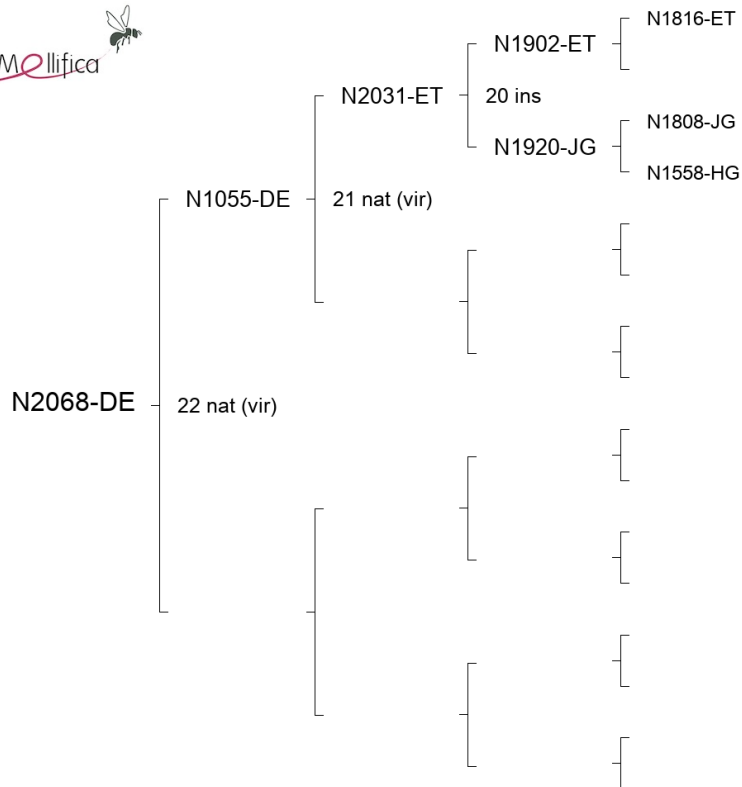 Mellifica
N1816-ET
N1902-ET
N2031-ET
20 ins
N1808-JG
N1920-JG
N1558-HG
N1055-DE
21 nat (vir)
N2068-DE
22 nat (vir)